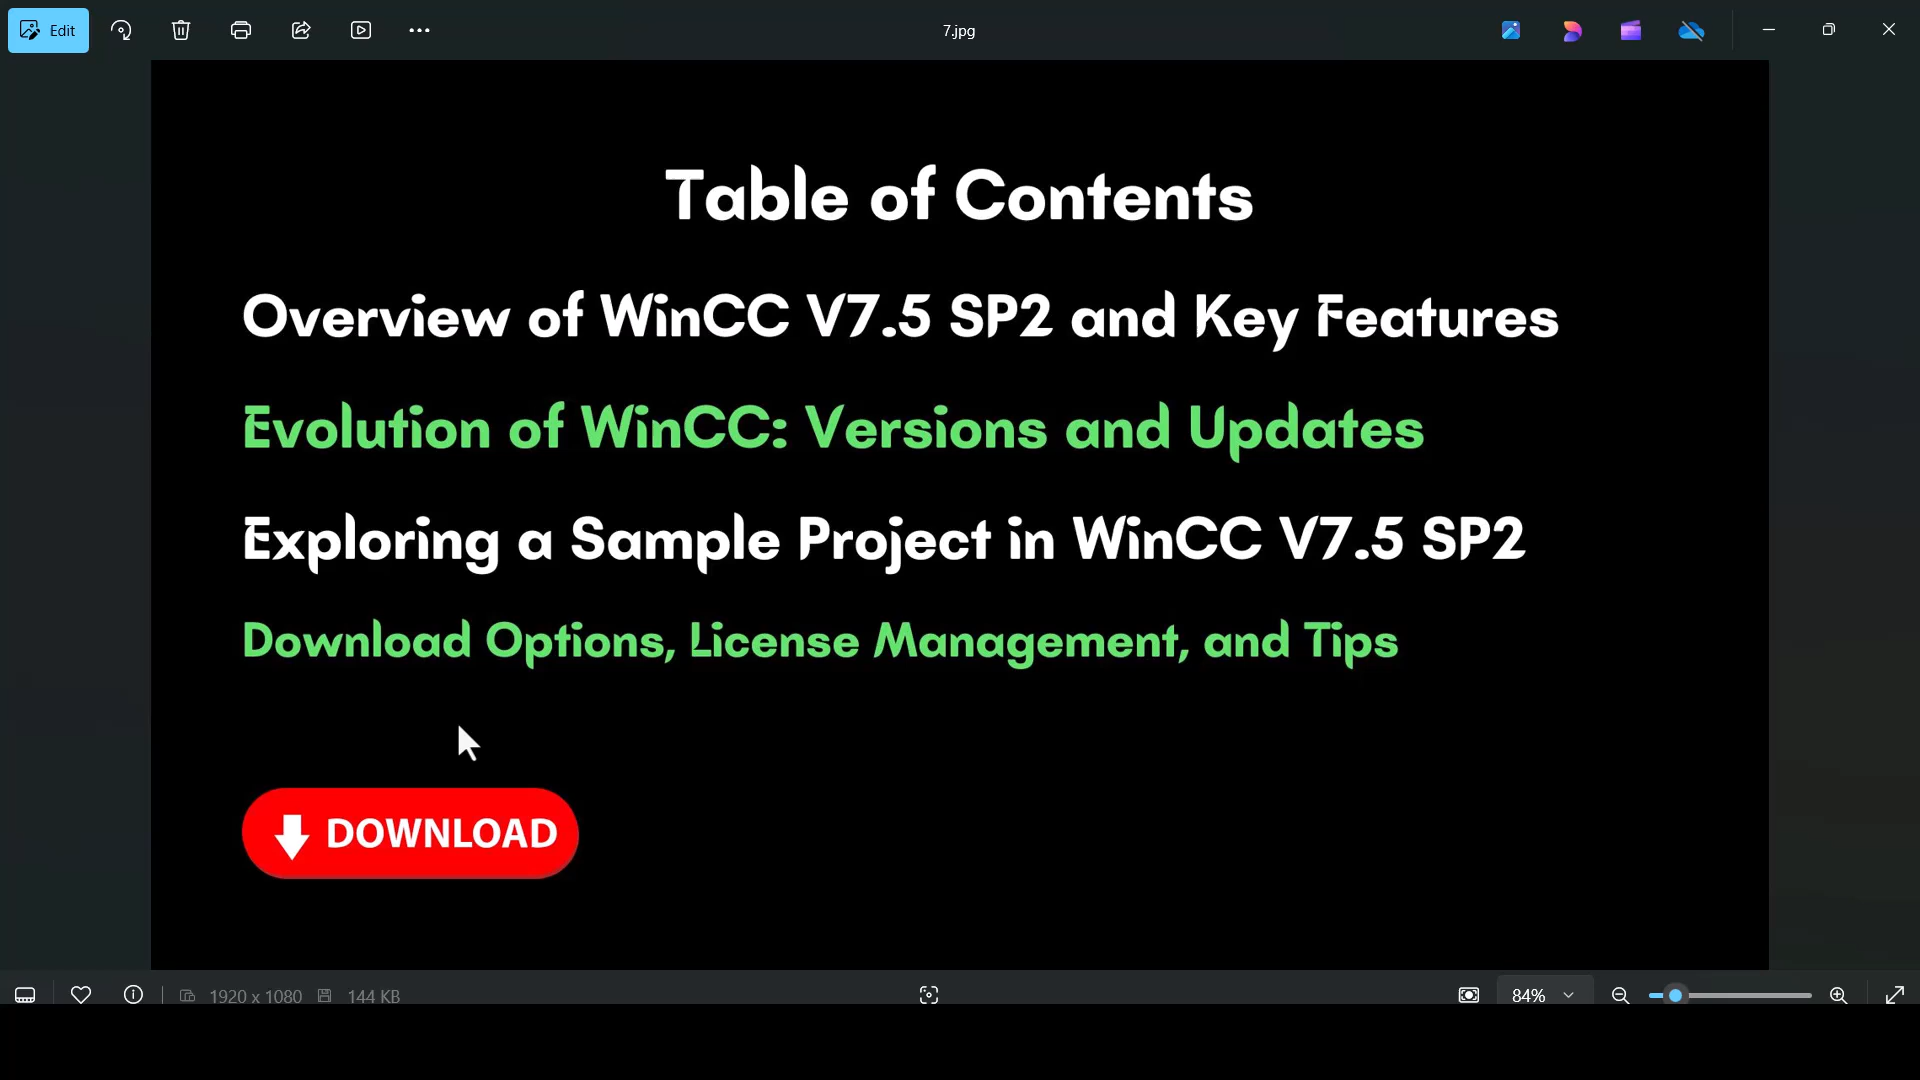 Edit
7.jpg
Table of Contents
Overview of WinCC V7.5 SP2 and Key Features
Evolution of WinCC: Versions and Updates
Exploring a Sample Project in WinCC V7.5 SP2
Download Options, License Management, and Tips
DOWNLOAD
1920 x 1080 144 KB 84%